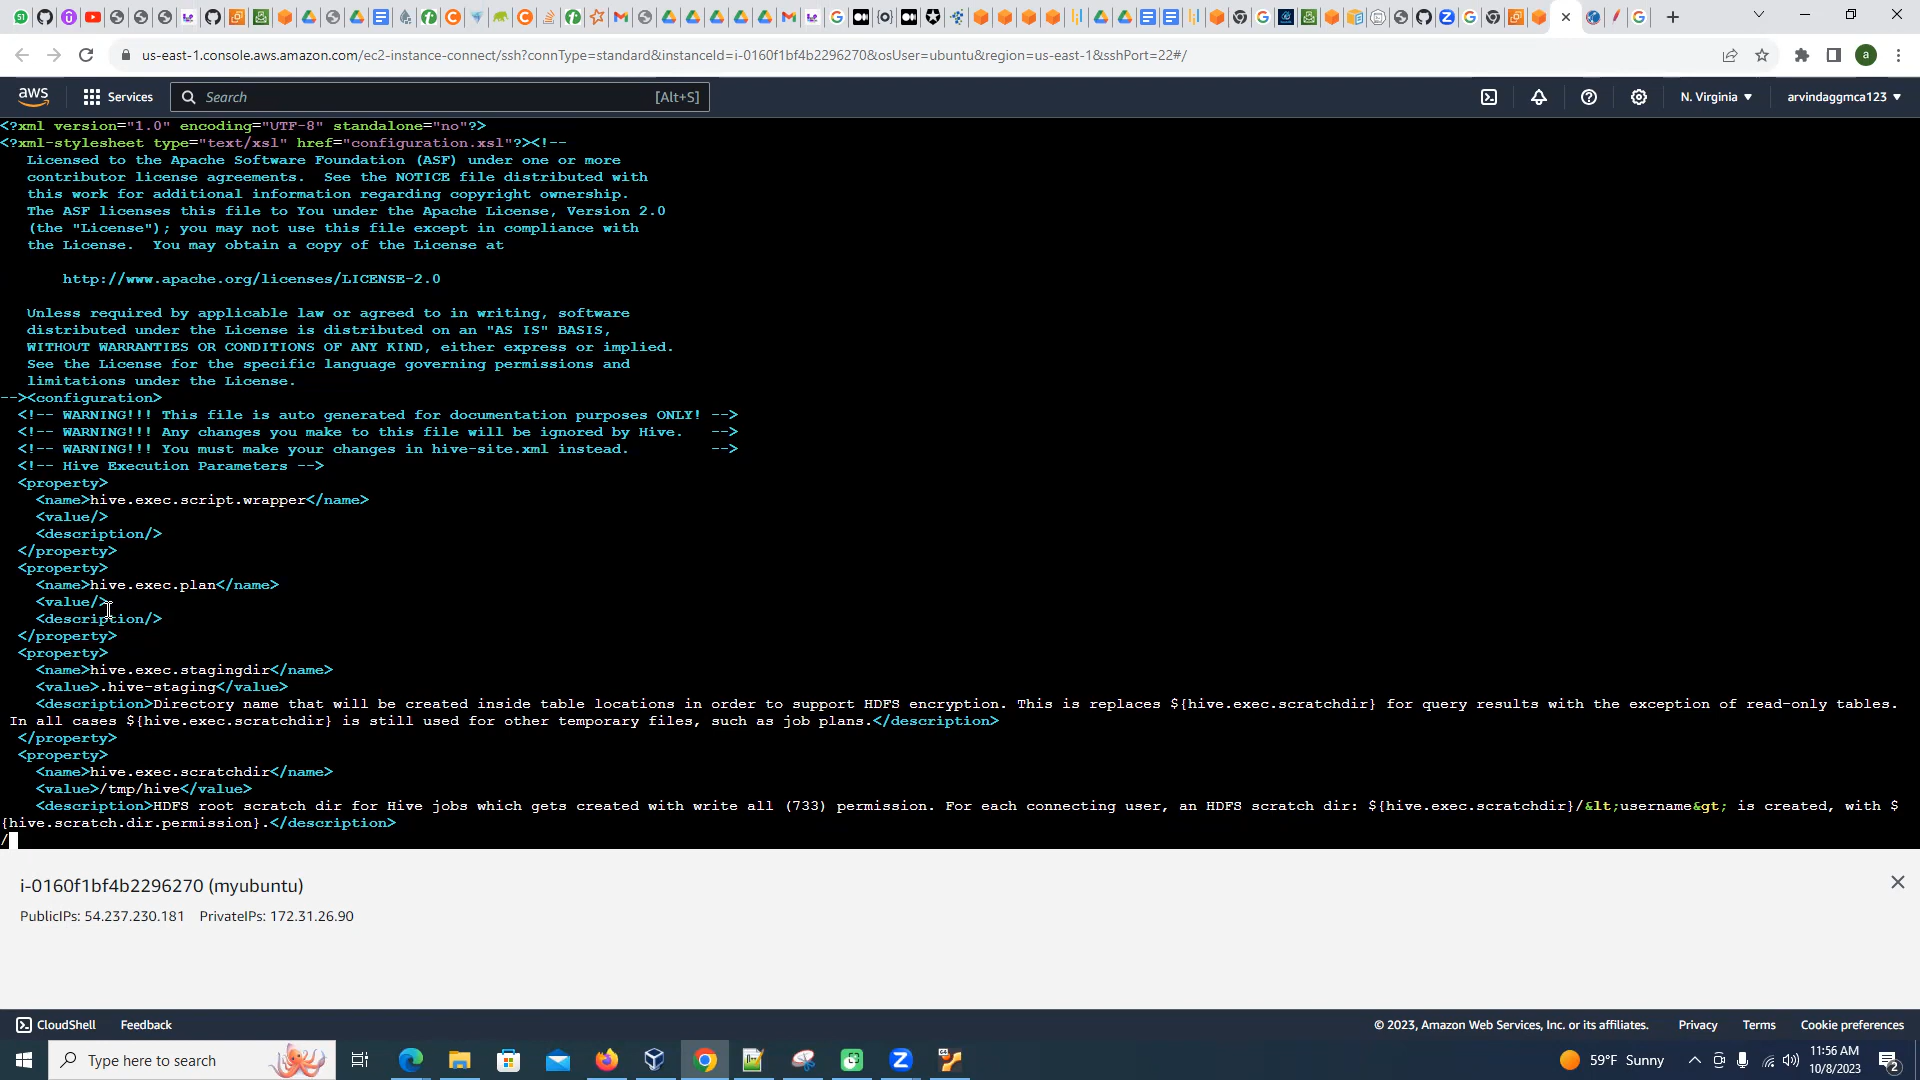 us-east-1.console.aws.amazon.com/ec2-instance-connect/ssh?connType=standard&instanceId=i-0160f1bf4b2296270&osUser=ubuntu&region=us-east-1&sshPort=22#/
a
aws
Services
Search
[Alt+S]
N. Virginia
arvindaggmca123
<?xml version="1.0" encoding="UTF-8" standalone="no"?>
<?xml-stylesheet type="text/xsl" href="configuration.xsl"?><!--
Licensed to the Apache Software Foundation (ASF) under one or more
contributor license agreements.  See the NOTICE file distributed with
this work for additional information regarding copyright ownership.
The ASF licenses this file to You under the Apache License, Version 2.0
(the "License"); you may not use this file except in compliance with
the License.  You may obtain a copy of the License at
http://www.apache.org/licenses/LICENSE-2.0
Unless required by applicable law or agreed to in writing, software
distributed under the License is distributed on an "AS IS" BASIS,
WITHOUT WARRANTIES OR CONDITIONS OF ANY KIND, either express or implied.
See the License for the specific language governing permissions and
limitations under the License.
--><configuration>
<!-- WARNING!!! This file is auto generated for documentation purposes ONLY! -->
<!-- WARNING!!! Any changes you make to this file will be ignored by Hive.   -->
<!-- WARNING!!! You must make your changes in hive-site.xml instead.         -->
<!-- Hive Execution Parameters -->
<property>
<name>hive.exec.script.wrapper</name>
<value/>
<description/>
</property>
<property>
<name>hive.exec.plan</name>
<value/>
<description/>
</property>
<property>
<name>hive.exec.stagingdir</name>
<value>.hive-staging</value>
<description>Directory name that will be created inside table locations in order to support HDFS encryption. This is replaces ${hive.exec.scratchdir} for query results with the exception of read-only tables.
In all cases ${hive.exec.scratchdir} is still used for other temporary files, such as job plans.</description>
</property>
<property>
<name>hive.exec.scratchdir</name>
<value>/tmp/hive</value>
<description>HDFS root scratch dir for Hive jobs which gets created with write all (733) permission. For each connecting user, an HDFS scratch dir: ${hive.exec.scratchdir}/&lt;username&gt; is created, with $
{hive.scratch.dir.permission}.</description>
/
i-0160f1bf4b2296270 (myubuntu)
PublicIPs: 54.237.230.181 PrivateIPs: 172.31.26.90
CloudShell
Feedback
© 2023, Amazon Web Services, Inc. or its affiliates.
Privacy
Terms
Cookie preferences
Type here to search
59°F Sunny
11:56 AM
10/8/2023
2